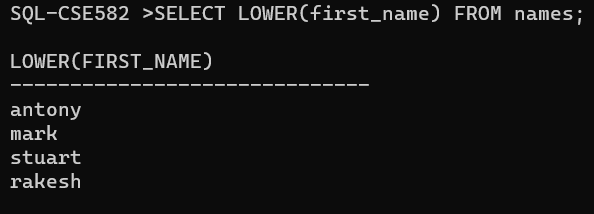 SQL-CSE582 >SELECT LOWER(first_name) FROM names;
LOWER(FIRST_NAME)
------------------------------
antony
mark
stuart
rakesh